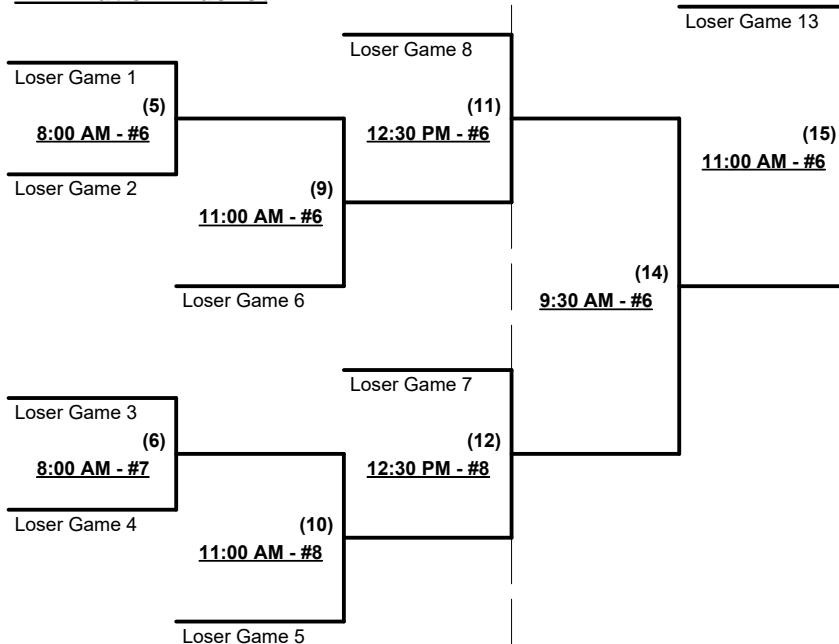 Loser Game 13
Loser Game 8
Loser Game 1
(5)
8:00 AM - #6
(11)
12:30 PM - #6
(15)
11:00 AM - #6
Loser Game 2
(9)
11:00 AM - #6
(14)
9:30 AM - #6
Loser Game 6
Loser Game 7
Loser Game 3
(6)
8:00 AM - #7
(12)
12:30 PM - #8
Loser Game 4
(10)
11:00 AM - #8
Loser Game 5